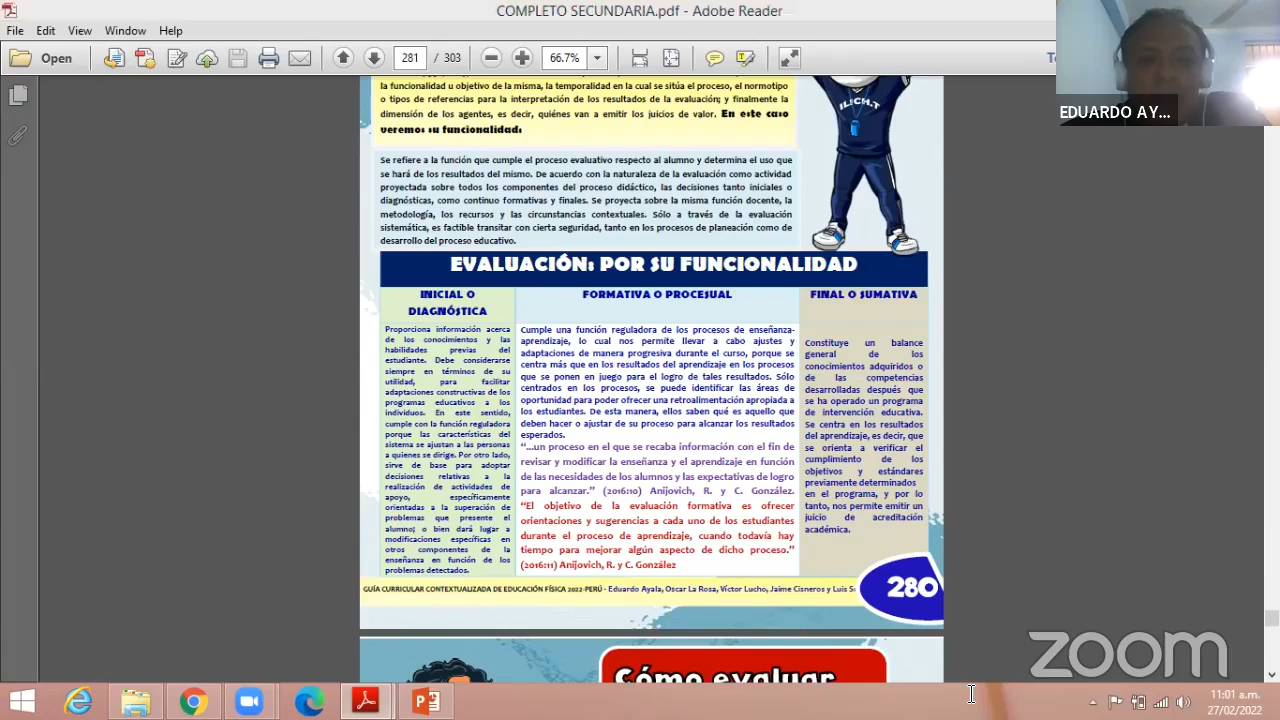 COMPLETO SECUNDARIA.pdf - Adobe Reader
File Edit View Window Help
Open 281 / 303 66.7%
EDUARDO AY...
la funcionalidad u objetivo de la misma, la temporalidad en la cual se sitúa el proceso, el normotipo
o tipos de referencias para la interpretación de los resultados de la evaluación; y finalmente la
dimensión de los agentes, es decir, quiénes van a emitir los juicios de valor. En este caso
veremos su funcionalidad:
ILICH.T
Se refiere a la función que cumple el proceso evaluativo respecto al alumno y determina el uso que
se hará de los resultados del mismo. De acuerdo con la naturaleza de la evaluación como actividad
proyectada sobre todos los componentes del proceso didáctico, las decisiones tanto iniciales o
diagnósticas, como continuo formativas y finales. Se proyecta sobre la misma función docente, la
metodología, los recursos y las circunstancias contextuales. Sólo a través de la evaluación
sistemática, es factible transitar con cierta seguridad, tanto en los procesos de planeación como de
desarrollo del proceso educativo.
EVALUACIÓN: POR SU FUNCIONALIDAD
INICIAL O
DIAGNÓSTICA
Proporciona información acerca
de los conocimientos y las
habilidades previas del
estudiante. Debe considerarse
siempre en términos de su
utilidad, para facilitar
adaptaciones constructivas de los
programas educativos a los
individuos. En este sentido,
cumple con la función reguladora
porque las características del
sistema se ajustan a las personas
a quienes se dirige. Por otro lado,
sirve de base para adoptar
decisiones relativas a la
realización de actividades de
apoyo, específicamente
orientadas a la superación de
problemas que presente el
alumno; o bien dará lugar a
modificaciones específicas en
otros componentes de la
enseñanza en función de los
problemas detectados.
FORMATIVA O PROCESUAL
Cumple una función reguladora de los procesos de enseñanza-
aprendizaje, lo cual nos permite llevar a cabo ajustes y
adaptaciones de manera progresiva durante el curso, porque se
centra más que en los resultados del aprendizaje en los procesos
que se ponen en juego para el logro de tales resultados. Sólo
centrados en los procesos, se puede identificar las áreas de
oportunidad para poder ofrecer una retroalimentación apropiada a
los estudiantes. De esta manera, ellos saben qué es aquello que
deben hacer o ajustar de su proceso para alcanzar los resultados
esperados.
“...un proceso en el que se recaba información con el fin de
revisar y modificar la enseñanza y el aprendizaje en función
de las necesidades de los alumnos y las expectativas de logro
para alcanzar.” (2016:10) Anijovich, R. y C. González.
“El objetivo de la evaluación formativa es ofrecer
orientaciones y sugerencias a cada uno de los estudiantes
durante el proceso de aprendizaje, cuando todavía hay
tiempo para mejorar algún aspecto de dicho proceso.”
(2016:11) Anijovich, R. y C. González
FINAL O SUMATIVA
Constituye un balance
general de los
conocimientos adquiridos o
de las competencias
desarrolladas después que
se ha operado un programa
de intervención educativa.
Se centra en los resultados
del aprendizaje, es decir, que
se orienta a verificar el
cumplimiento de los
objetivos y estándares
previamente determinados
en el programa, y por lo
tanto, nos permite emitir un
juicio de acreditación
académica.
GUÍA CURRICULAR CONTEXTUALIZADA DE EDUCACIÓN FÍSICA 2022-PERÚ - Eduardo Ayala, Oscar La Rosa, Víctor Lucho, Jaime Cisneros y Luis S
280
Cómo evaluar
zoom
11:01 a.m.
27/02/2022